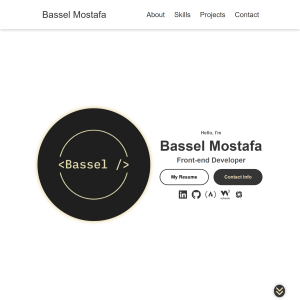 Bassel Mostafa
About Skills Projects Contact
<Bassel />
Hello, I'm
Bassel Mostafa
Front-end Developer
My Resume Contact Info